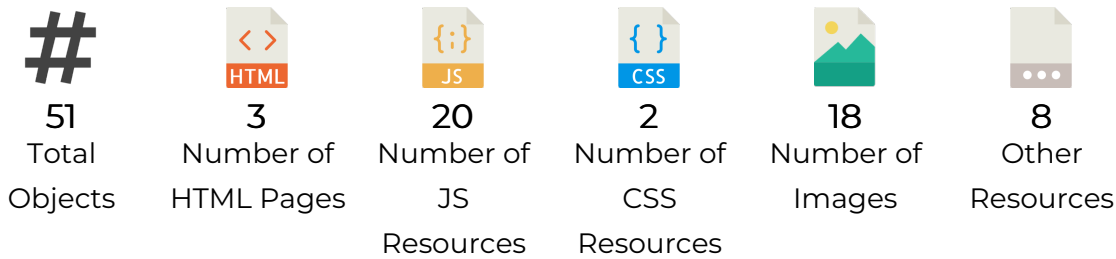 HTML
{;}
JS
{ }
CSS
51
Total
Objects
3
Number of
HTML Pages
20
Number of
JS
Resources
2
Number of
CSS
Resources
18
Number of
Images
8
Other
Resources